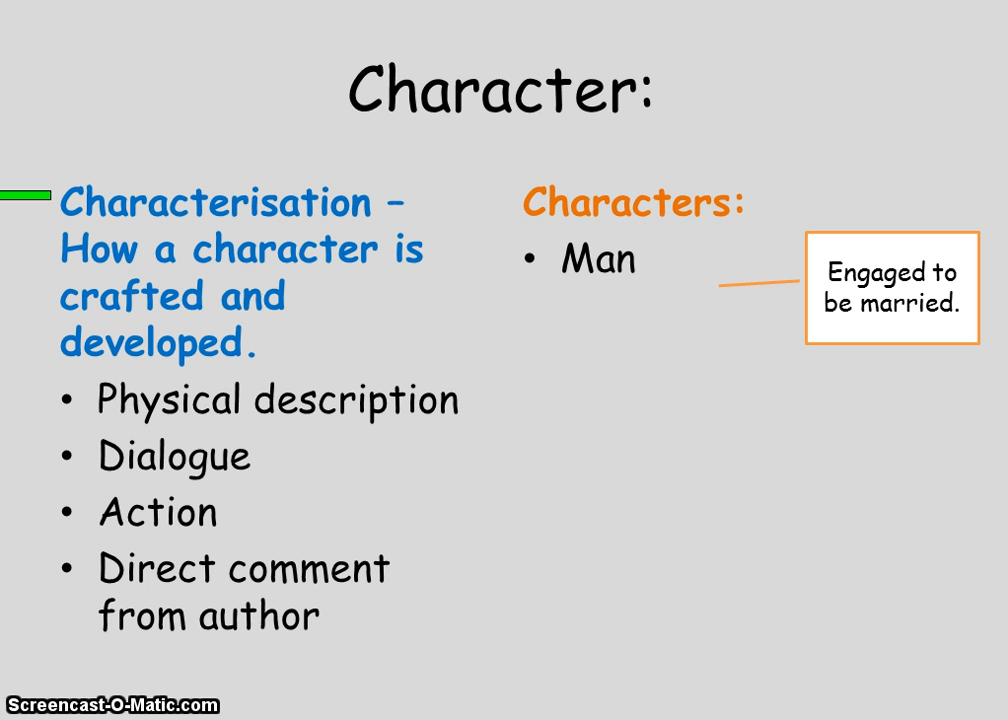 Character:
Characterisation –
How a character is
crafted and
developed.
• Physical description
• Dialogue
• Action
• Direct comment
from author
Characters:
• Man
Engaged to
be married.
Screencast-O-Matic.com